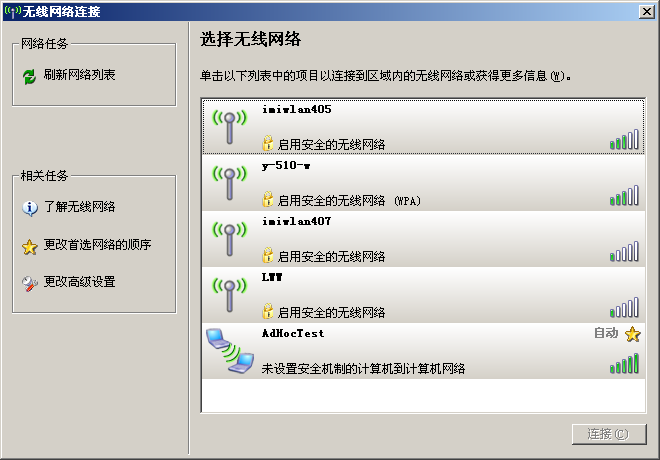 无线网络连接
网络任务
刷新网络列表
相关任务
了解无线网络
更改首选网络的顺序
更改高级设置
选择无线网络
单击以下列表中的项目以连接到区域内的无线网络或获得更多信息(W)。
imiwlan405
启用安全的无线网络
y-510-w
启用安全的无线网络 (WPA)
imiwlan407
启用安全的无线网络
LWW
启用安全的无线网络
AdHocTest
自动
未设置安全机制的计算机到计算机网络
连接(C)